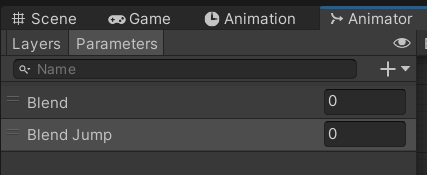 Scene Game Animation Animator
Layers Parameters
Name
Blend 0
Blend Jump 0